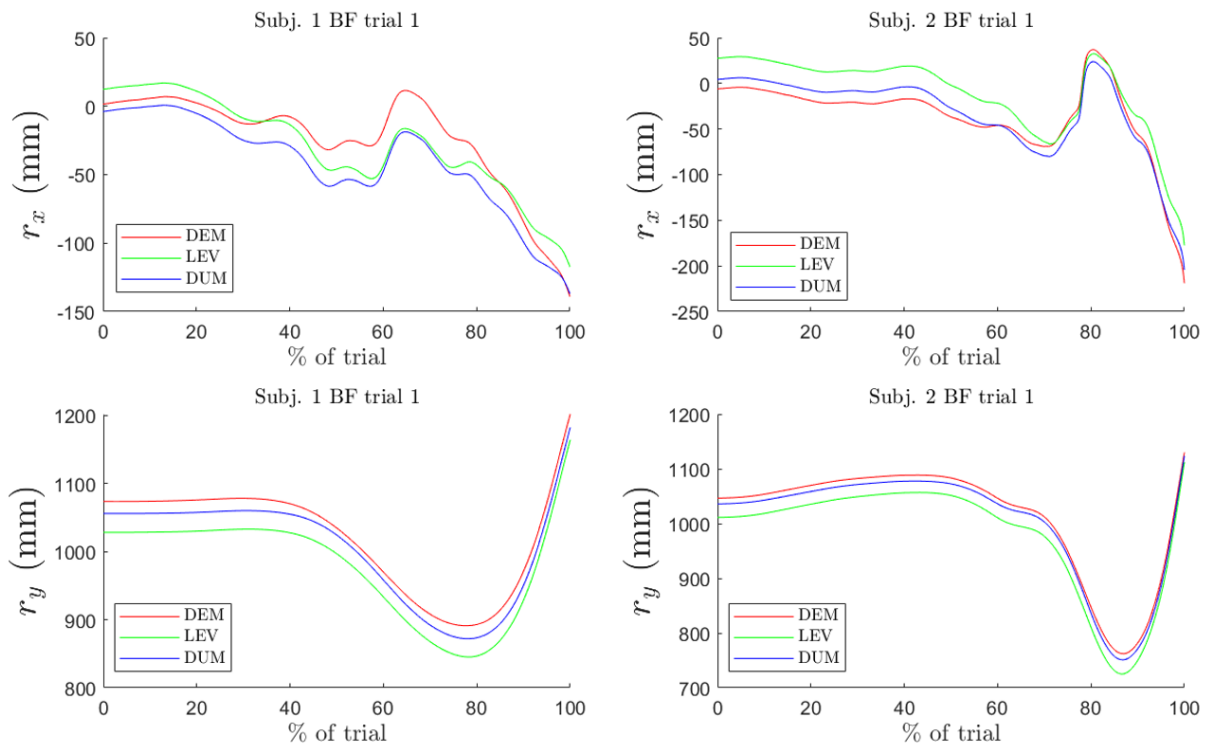 Subj. 1 BF trial 1
50
0
-50
-100
-150
r_x (mm)
DEM
LEV
DUM
0 20 40 60 80 100
% of trial
Subj. 2 BF trial 1
50
0
-50
-100
-150
-200
-250
r_x (mm)
DEM
LEV
DUM
0 20 40 60 80 100
% of trial
Subj. 1 BF trial 1
1200
1100
1000
900
800
r_y (mm)
DEM
LEV
DUM
0 20 40 60 80 100
% of trial
Subj. 2 BF trial 1
1200
1100
1000
900
800
700
r_y (mm)
DEM
LEV
DUM
0 20 40 60 80 100
% of trial